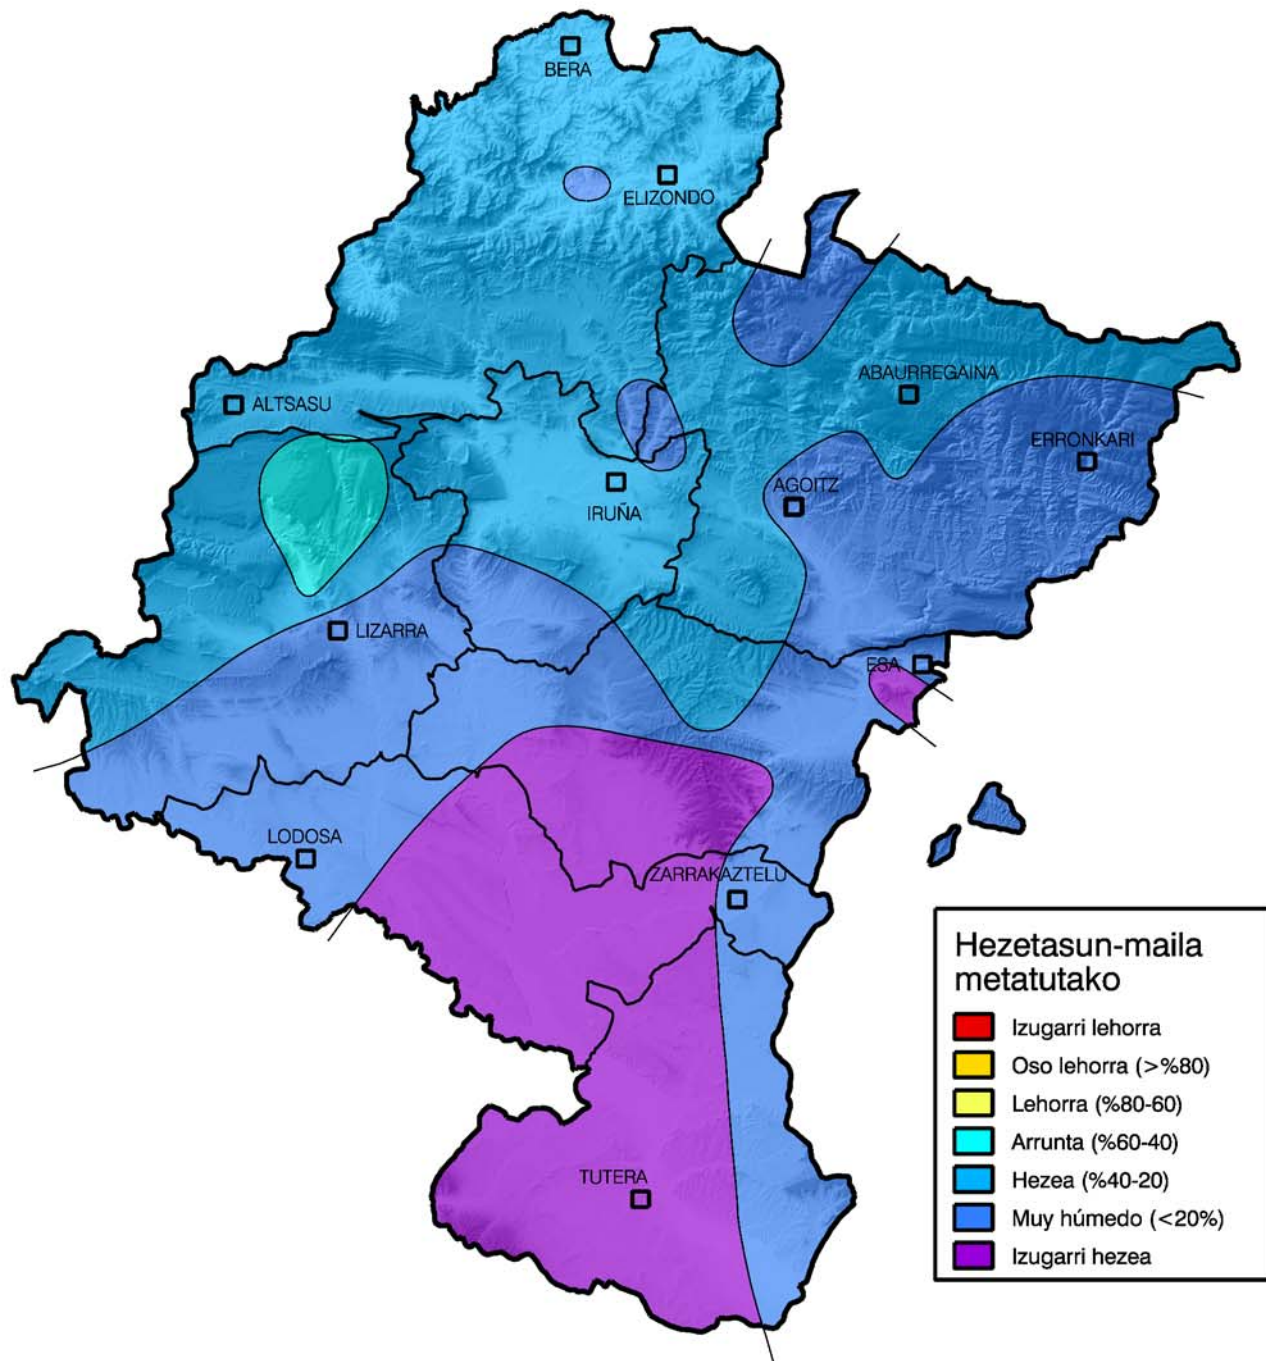 BERA
ELIZONDO
ABAURREGAINA
ALTSASU
ERRONKARI
AGOITZ
IRUÑA
LIZARRA
ESA
LODOSA
ZARRAKAZTELU
TUTERA
Hezetasun-maila
metatutako
Izugarri lehorra
Oso lehorra (>%80)
Lehorra (%80-60)
Arrunta (%60-40)
Hezea (%40-20)
Muy húmedo (<20%)
Izugarri hezea